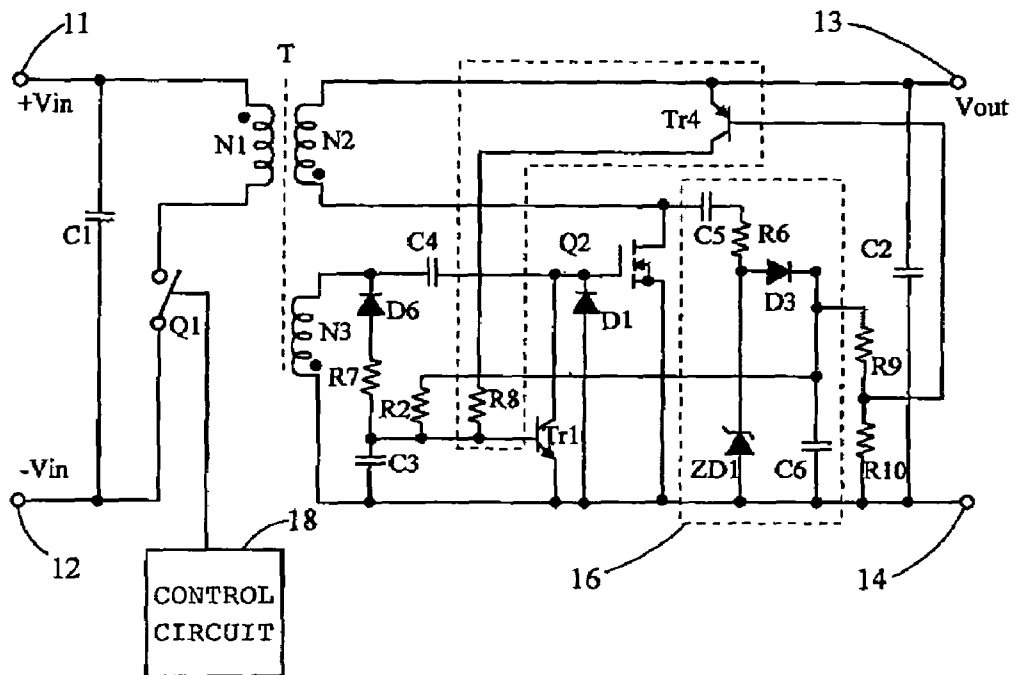 11
13
T
+Vin
Vout
Tr4
N1
N2
C1
C4
Q2
C5
R6
C2
D3
Q1
N3
D6
D1
R7
R9
R2
R8
Tr1
-Vin
C3
ZD1
C6
R10
12
18
16
14
CONTROL
CIRCUIT